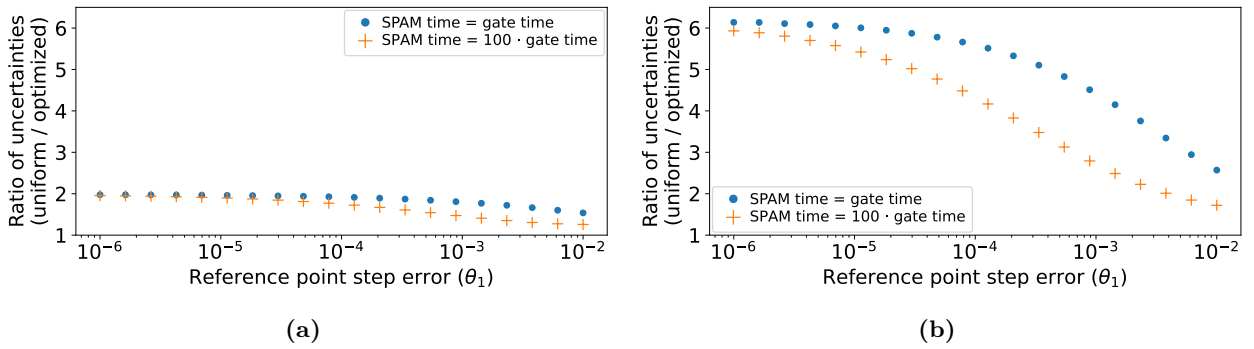 6
5
4
3
2
1
Ratio of uncertainties
(uniform / optimized)
SPAM time = gate time
SPAM time = 100 · gate time
10⁻⁶
10⁻⁵
10⁻⁴
10⁻³
10⁻²
Reference point step error (θ₁)
(a)
6
5
4
3
2
1
Ratio of uncertainties
(uniform / optimized)
SPAM time = gate time
SPAM time = 100 · gate time
10⁻⁶
10⁻⁵
10⁻⁴
10⁻³
10⁻²
Reference point step error (θ₁)
(b)